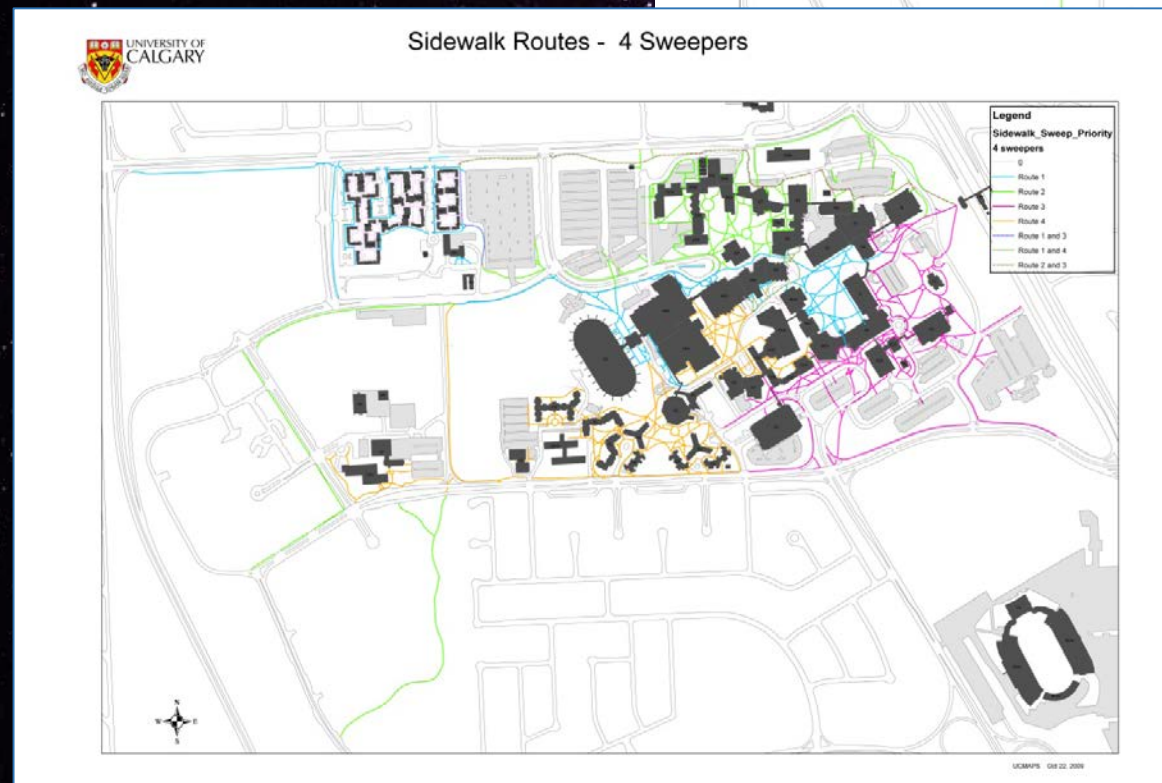 UNIVERSITY OF
CALGARY
Sidewalk Routes - 4 Sweepers
Legend
Sidewalk_Sweep_Priority
4 sweepers
0
Route 1
Route 2
Route 3
Route 4
Route 1 and 3
Route 1 and 4
Route 2 and 3
N
W E
S
UCMAPS Oct 22, 2009